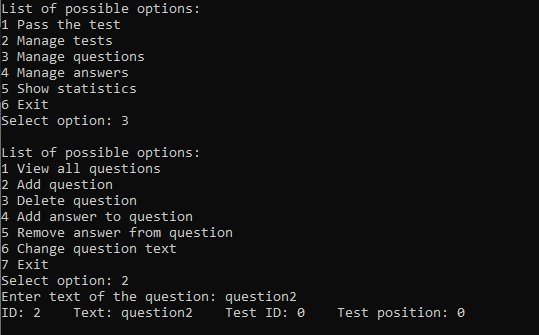 List of possible options:
1 Pass the test
2 Manage tests
3 Manage questions
4 Manage answers
5 Show statistics
6 Exit
Select option: 3

List of possible options:
1 View all questions
2 Add question
3 Delete question
4 Add answer to question
5 Remove answer from question
6 Change question text
7 Exit
Select option: 2
Enter text of the question: question2
ID: 2    Text: question2    Test ID: 0    Test position: 0